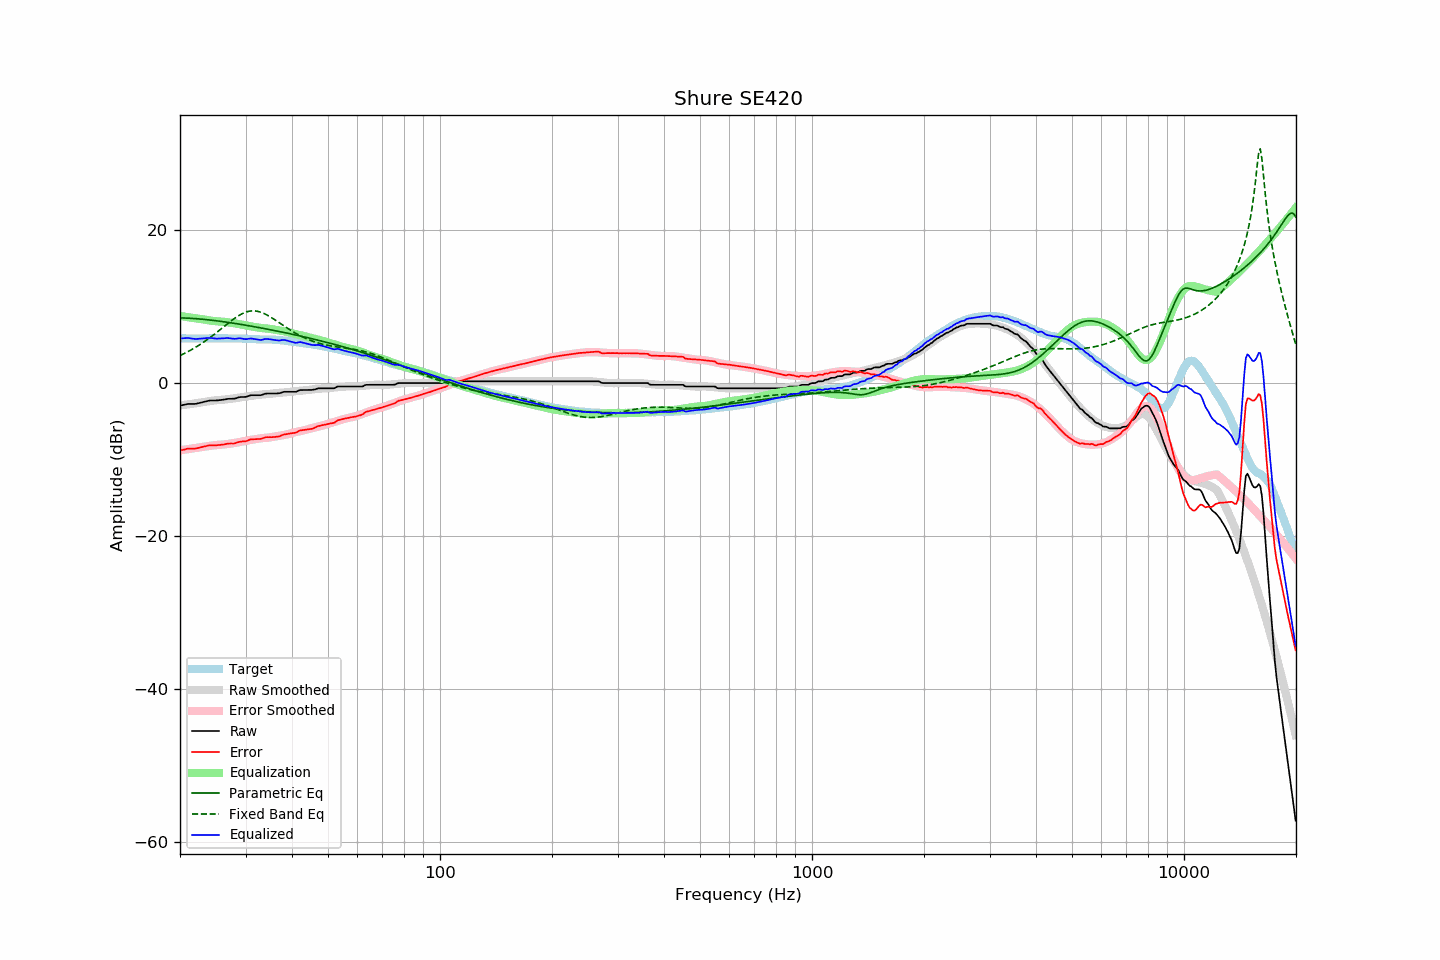 Shure SE420
Amplitude (dBr)
20
0
−20
−40
−60
Target
Raw Smoothed
Error Smoothed
Raw
Error
Equalization
Parametric Eq
Fixed Band Eq
Equalized
100
1000
10000
Frequency (Hz)